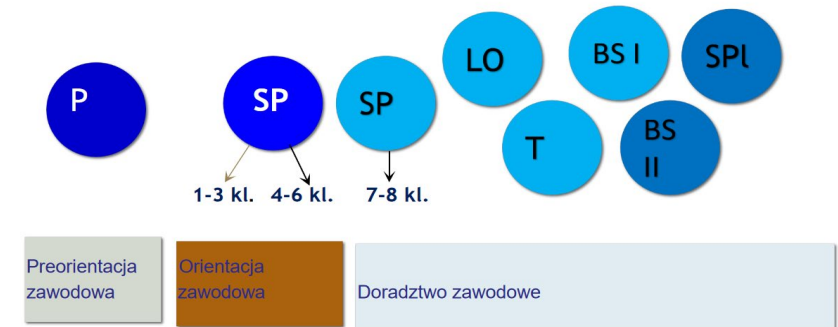 P
SP
SP
LO
BS I
SPl
T
BS
II
1-3 kl.
4-6 kl.
7-8 kl.
Preorientacja
zawodowa
Orientacja
zawodowa
Doradztwo zawodowe